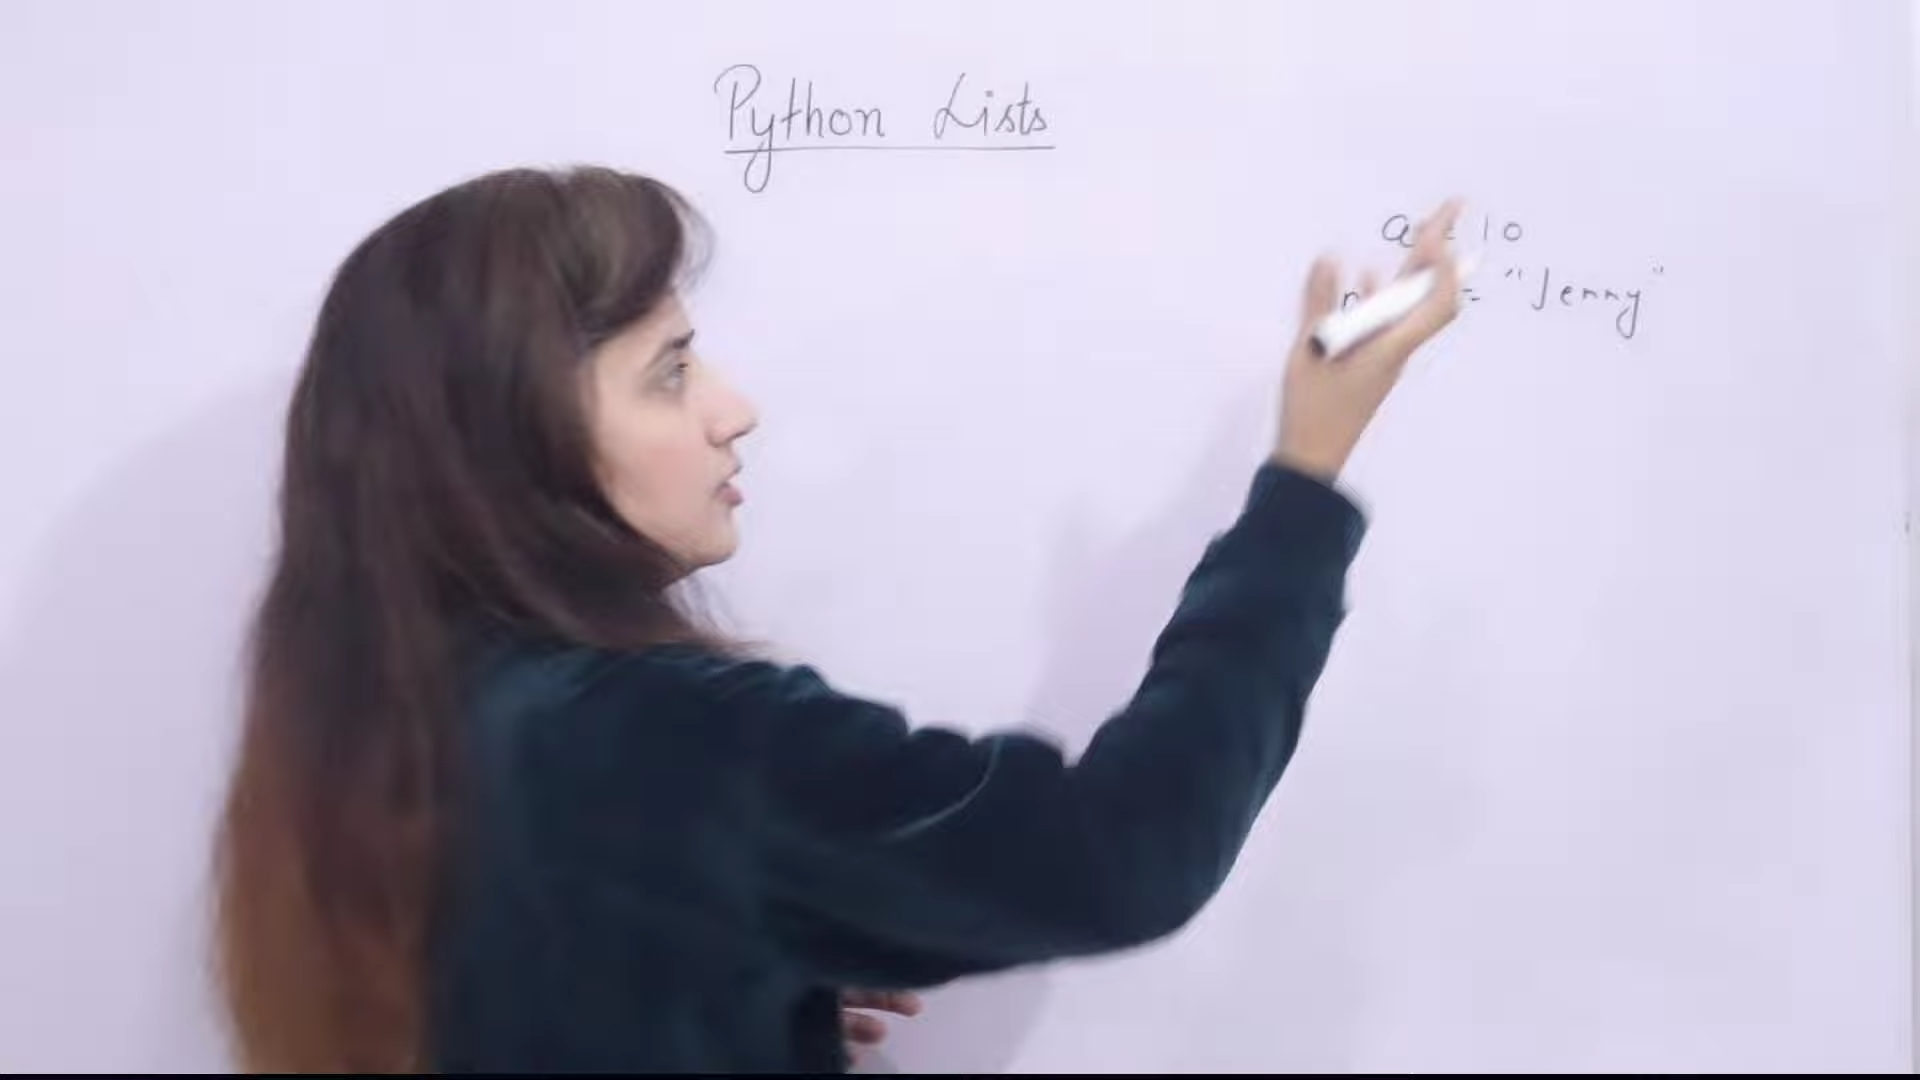 Python Lists
a = 10
= "Jenny"